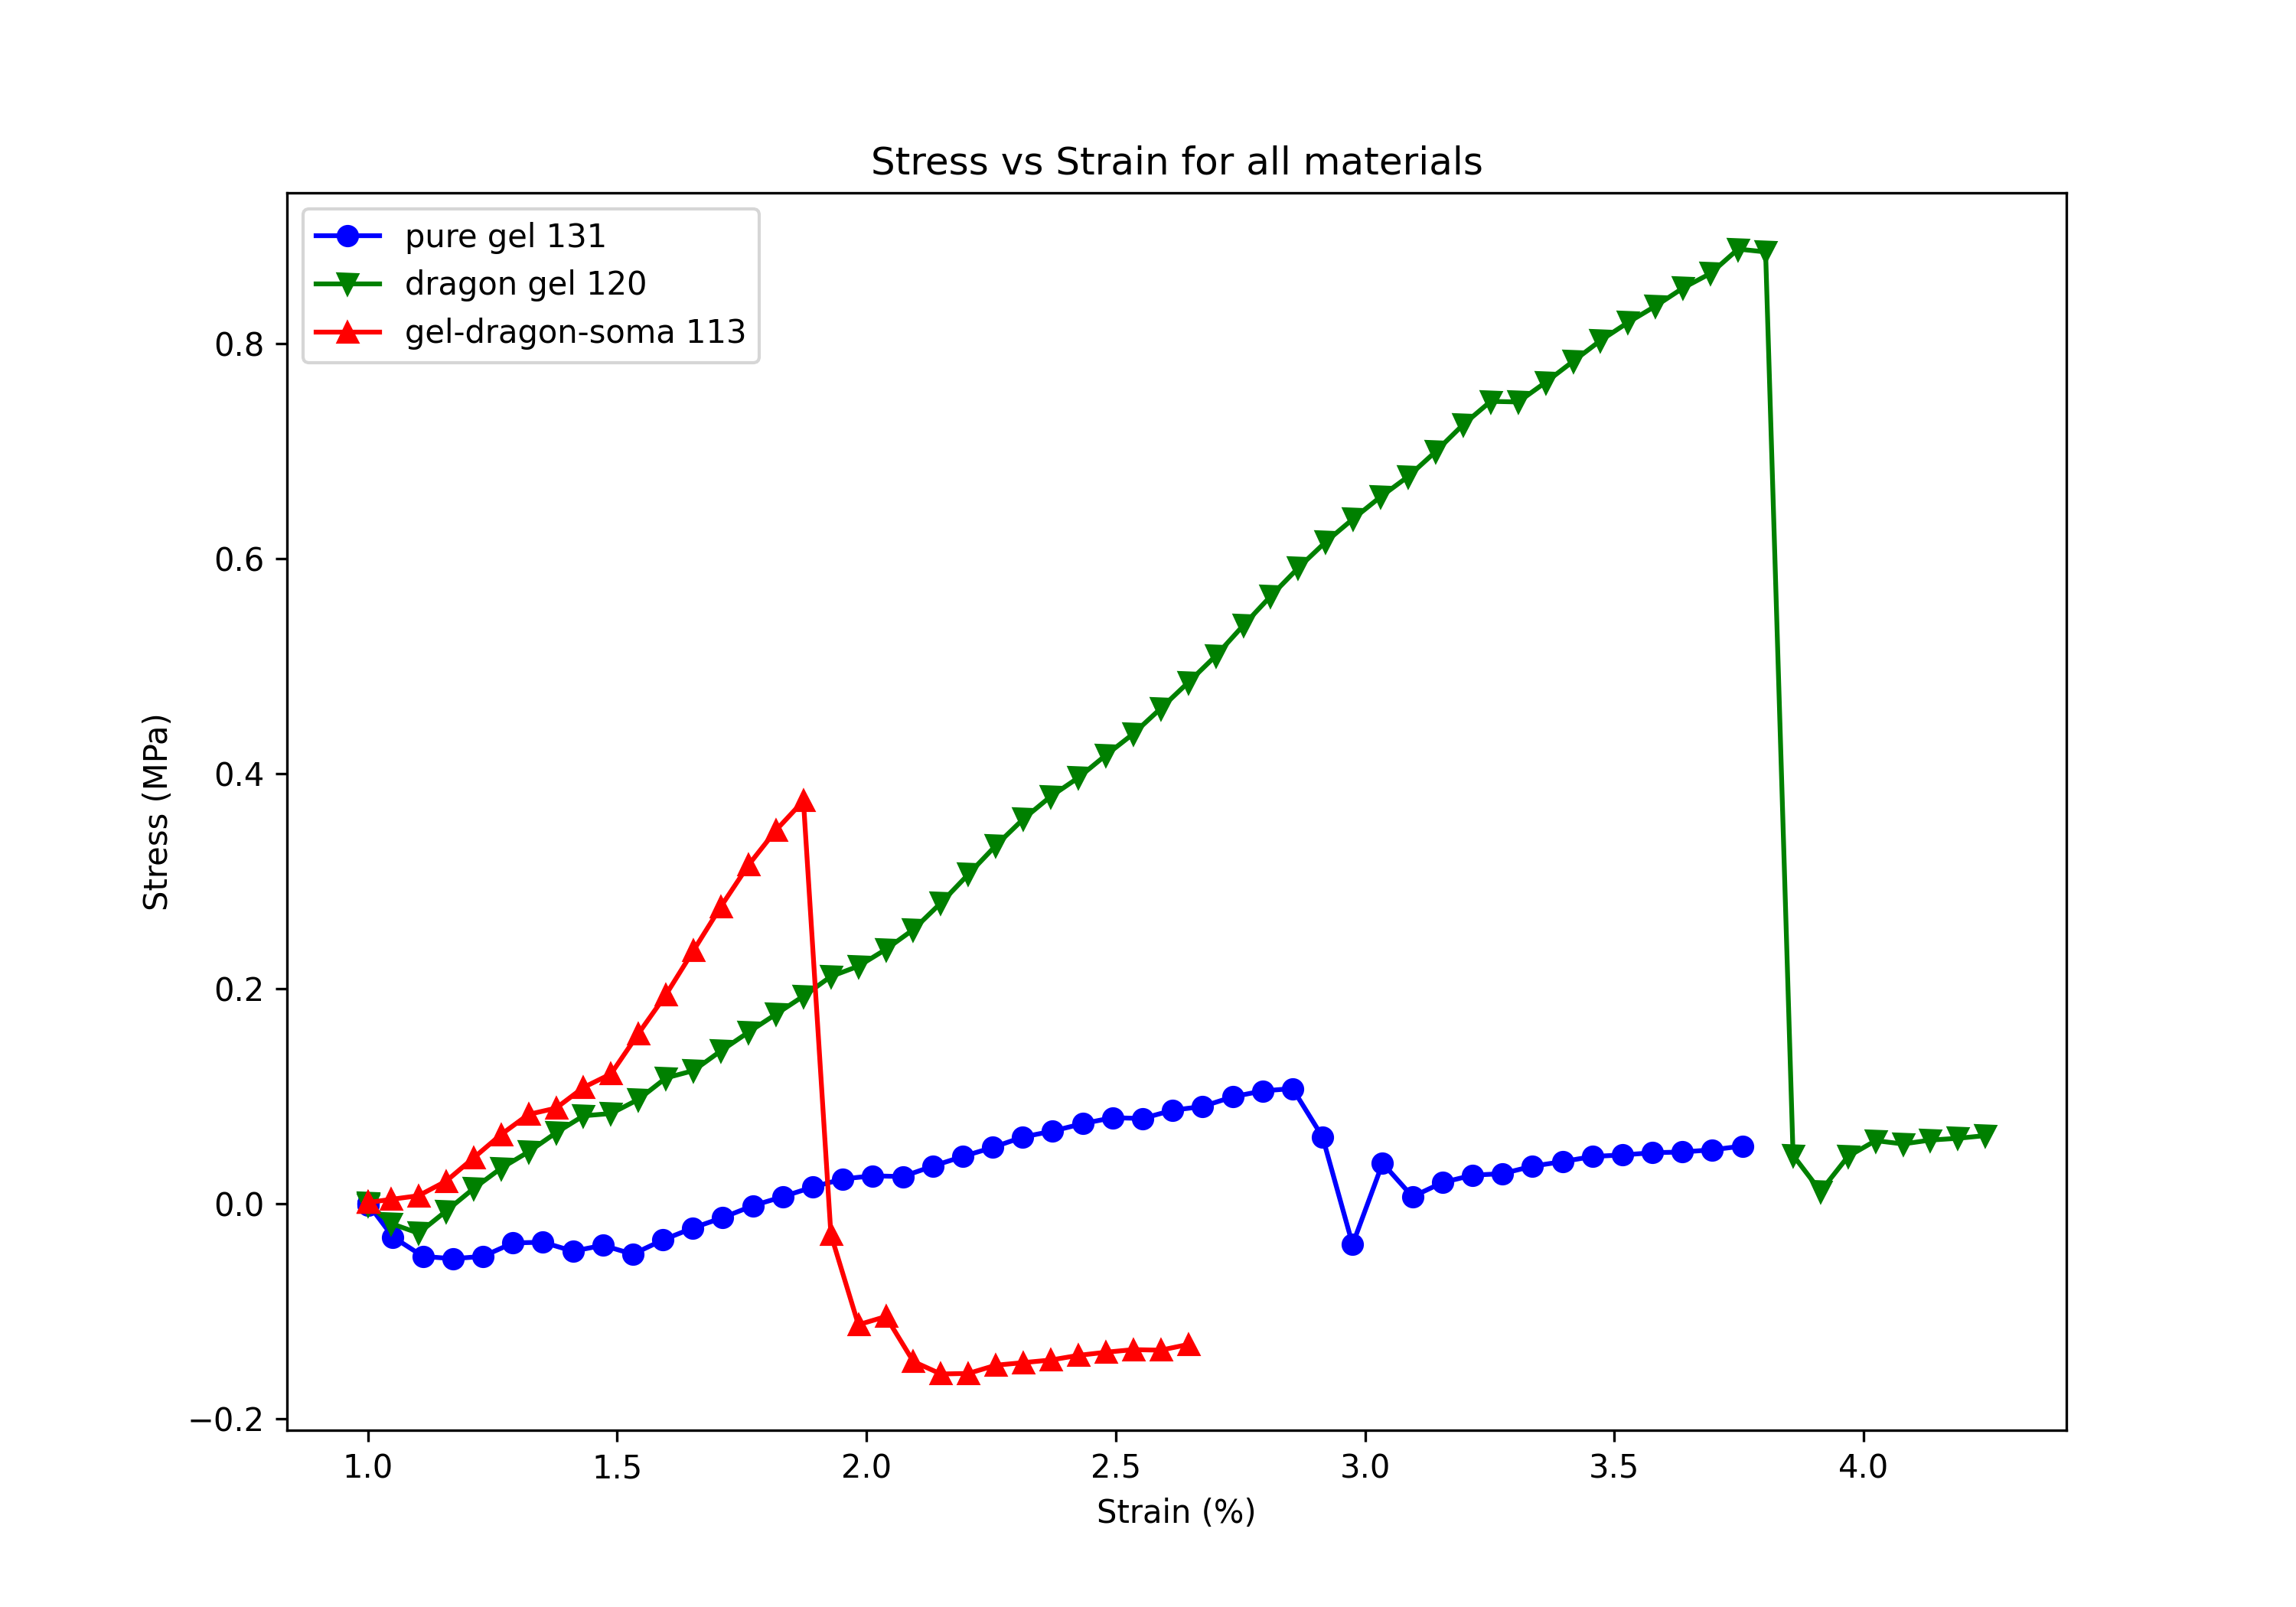 Stress vs Strain for all materials
pure gel 131
dragon gel 120
gel-dragon-soma 113
Stress (MPa)
0.8
0.6
0.4
0.2
0.0
−0.2
1.0 1.5 2.0 2.5 3.0 3.5 4.0
Strain (%)